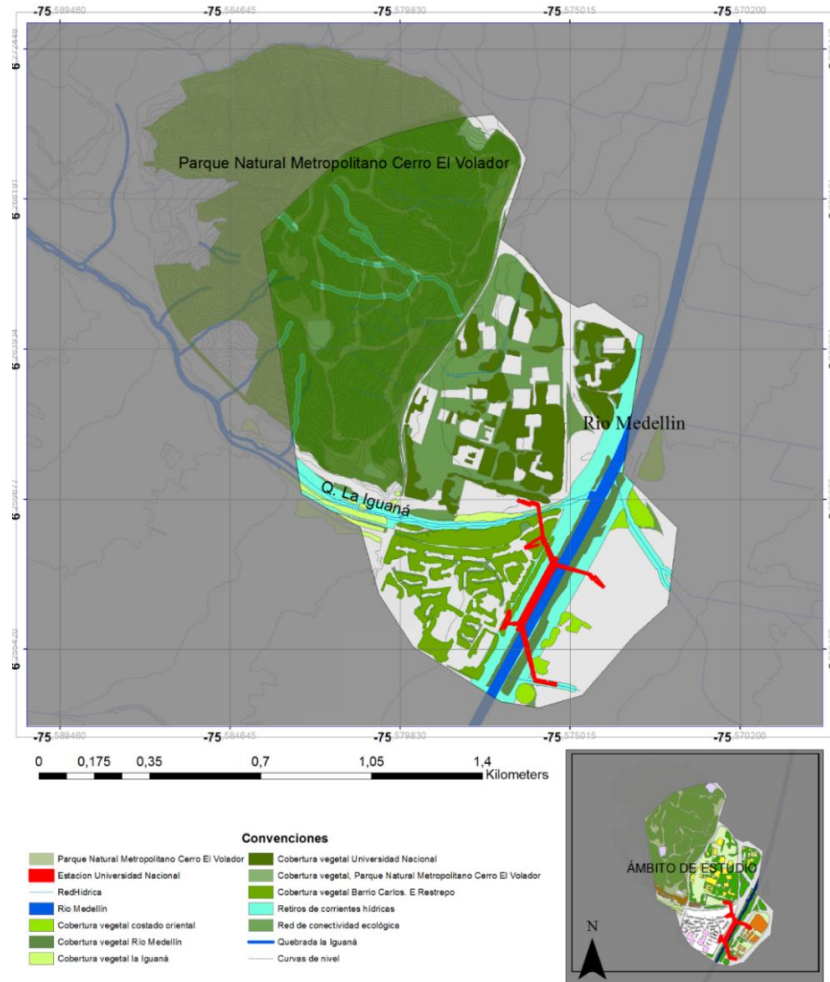 -75.589460 -75.584645 -75.579830 -75.575015 -75.570200
Parque Natural Metropolitano Cerro El Volador
Rio Medellin
Q. La Iguaná
-75.589460 -75.584645 -75.579830 -75.575015 -75.570200
0 0,175 0,35 0,7 1,05 1,4
Kilometers
Convenciones
Parque Natural Metropolitano Cerro El Volador
Estacion Universidad Nacional
RedHidrica
Rio Medellín
Cobertura vegetal costado oriental
Cobertura vegetal Río Medellín
Cobertura vegetal la Iguaná
Cobertura vegetal Universidad Nacional
Cobertura vegetal, Parque Natural Metropolitano Cerro El Volador
Cobertura vegetal Barrio Carlos. E Restrepo
Retiros de corrientes hídricas
Red de conectividad ecológica
Quebrada la Iguaná
Curvas de nivel
ÁMBITO DE ESTUDIO
N